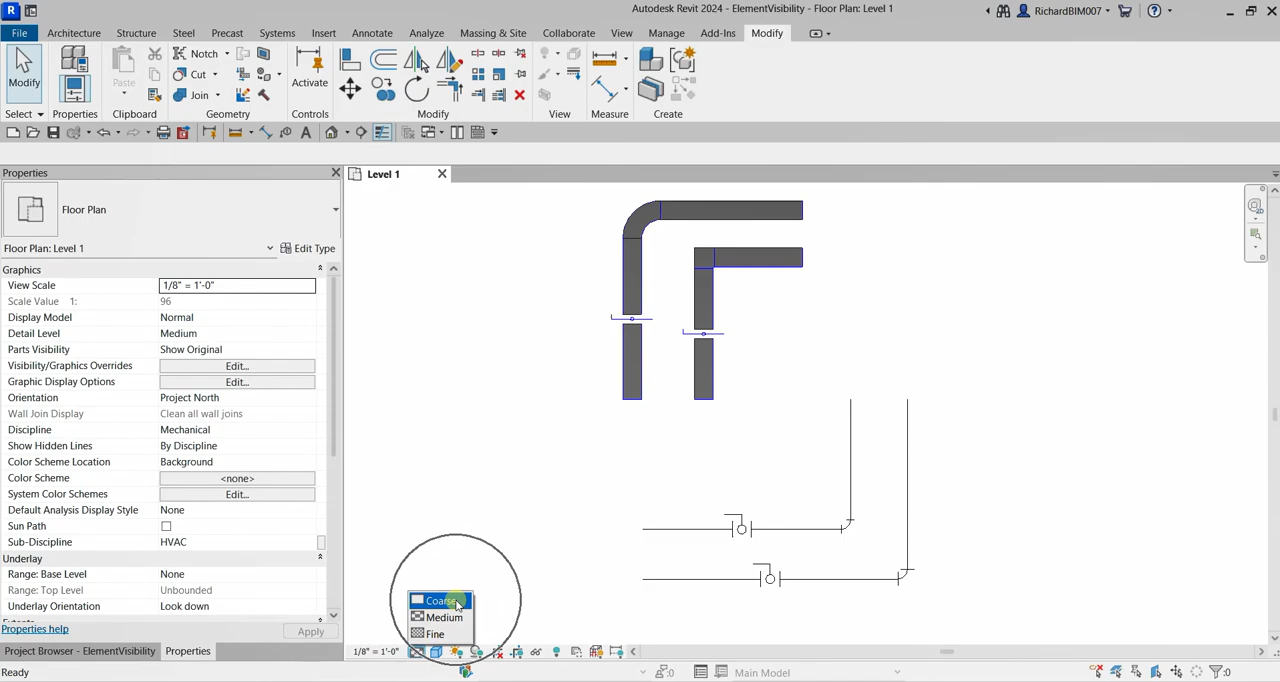 R
Autodesk Revit 2024 - ElementVisibility - Floor Plan: Level 1
RichardBIM007
File Architecture Structure Steel Precast Systems Insert Annotate Analyze Massing & Site Collaborate View Manage Add-Ins Modify
Modify
Paste
Notch
Cut
Join
Activate
Select Properties Clipboard Geometry Controls Modify View Measure Create
Properties
Level 1
Floor Plan
Floor Plan: Level 1 Edit Type
Graphics
View Scale 1/8" = 1'-0"
Scale Value 1: 96
Display Model Normal
Detail Level Medium
Parts Visibility Show Original
Visibility/Graphics Overrides Edit...
Graphic Display Options Edit...
Orientation Project North
Wall Join Display Clean all wall joins
Discipline Mechanical
Show Hidden Lines By Discipline
Color Scheme Location Background
Color Scheme <none>
System Color Schemes Edit...
Default Analysis Display Style None
Sun Path
Sub-Discipline HVAC
Underlay
Range: Base Level None
Range: Top Level Unbounded
Underlay Orientation Look down
Properties help Apply
Coarse
Medium
Fine
Project Browser - ElementVisibility Properties
1/8" = 1'-0"
Ready
:0
Main Model
:0